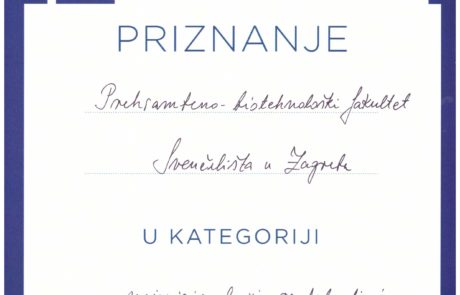 PRIZNANJE
Prehrambeno-biotehnološki fakultet
Sveučilišta u Zagrebu
U KATEGORIJI